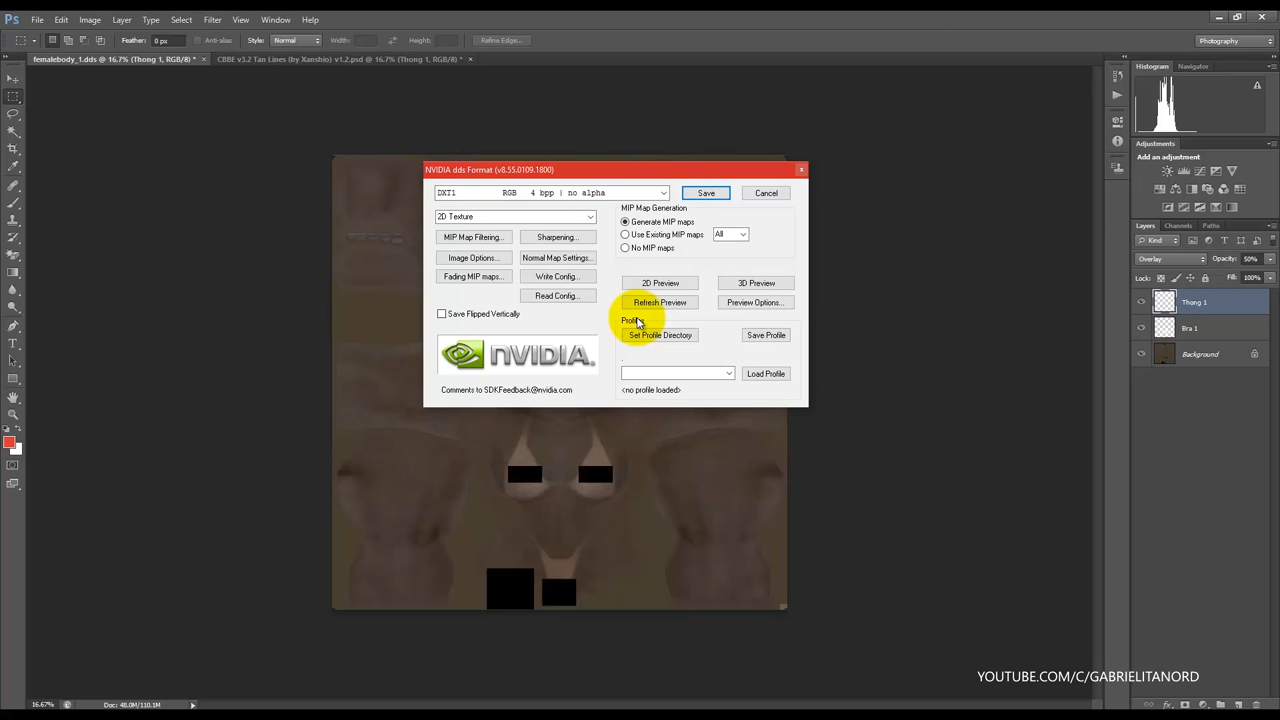 Ps File Edit Image Layer Type Select Filter View Window Help
Feather: 0 px Anti-alias Style: Normal Width: Height: Refine Edge... Photography
femalebody_1.dds @ 16.7% (Thong 1, RGB/8) * × CBBE v3.2 Tan Lines (by Xanshio) v1.2.psd @ 16.7% (Thong 1, RGB/8) * ×
Histogram Navigator
NVIDIA dds Format (v8.55.0109.1800) x
DXT1 RGB 4 bpp | no alpha Save Cancel
2D Texture
MIP Map Generation
Generate MIP maps
Use Existing MIP maps All
No MIP maps
MIP Map Filtering... Sharpening...
Image Options... Normal Map Settings...
Fading MIP maps... Write Config...
Read Config...
2D Preview 3D Preview
Refresh Preview Preview Options...
Save Flipped Vertically
Profiles
Set Profile Directory Save Profile
.
Load Profile
<no profile loaded>
nVIDIA.
Comments to SDKFeedback@nvidia.com
Adjustments
Add an adjustment
Layers Channels Paths
Kind
Overlay Opacity: 50%
Lock: Fill: 100%
Thong 1
Bra 1
Background
YOUTUBE.COM/C/GABRIELITANORD
16.67% Doc: 48.0M/110.1M
fx